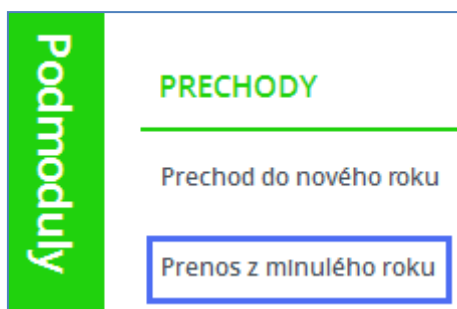 Podmoduly
PRECHODY
Prechod do nového roku
Prenos z minulého roku